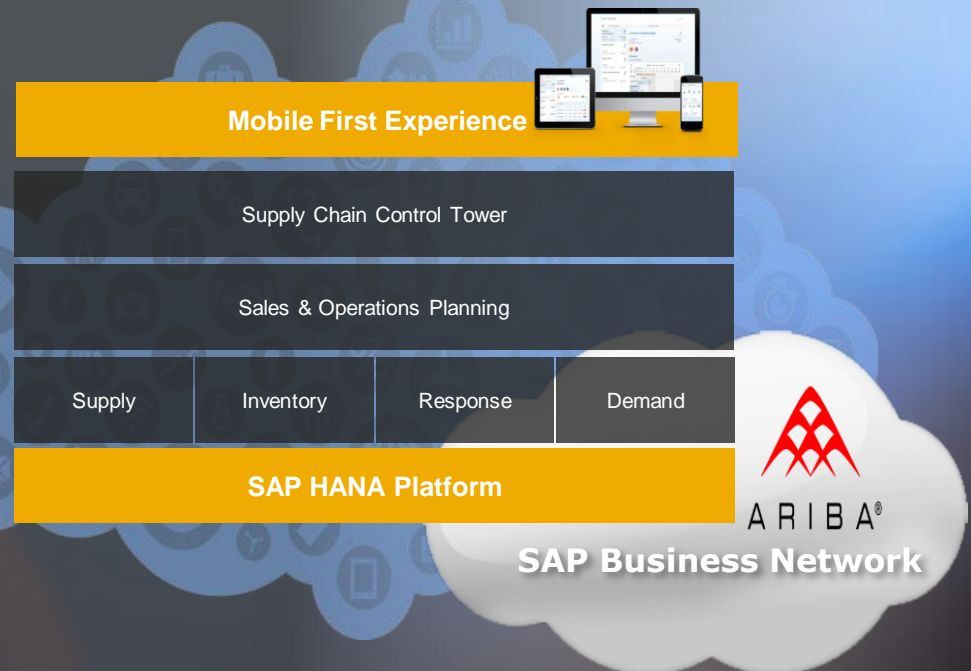 Mobile First Experience
Supply Chain Control Tower
Sales & Operations Planning
Supply
Inventory
Response
Demand
SAP HANA Platform
ARIBA®
SAP Business Network